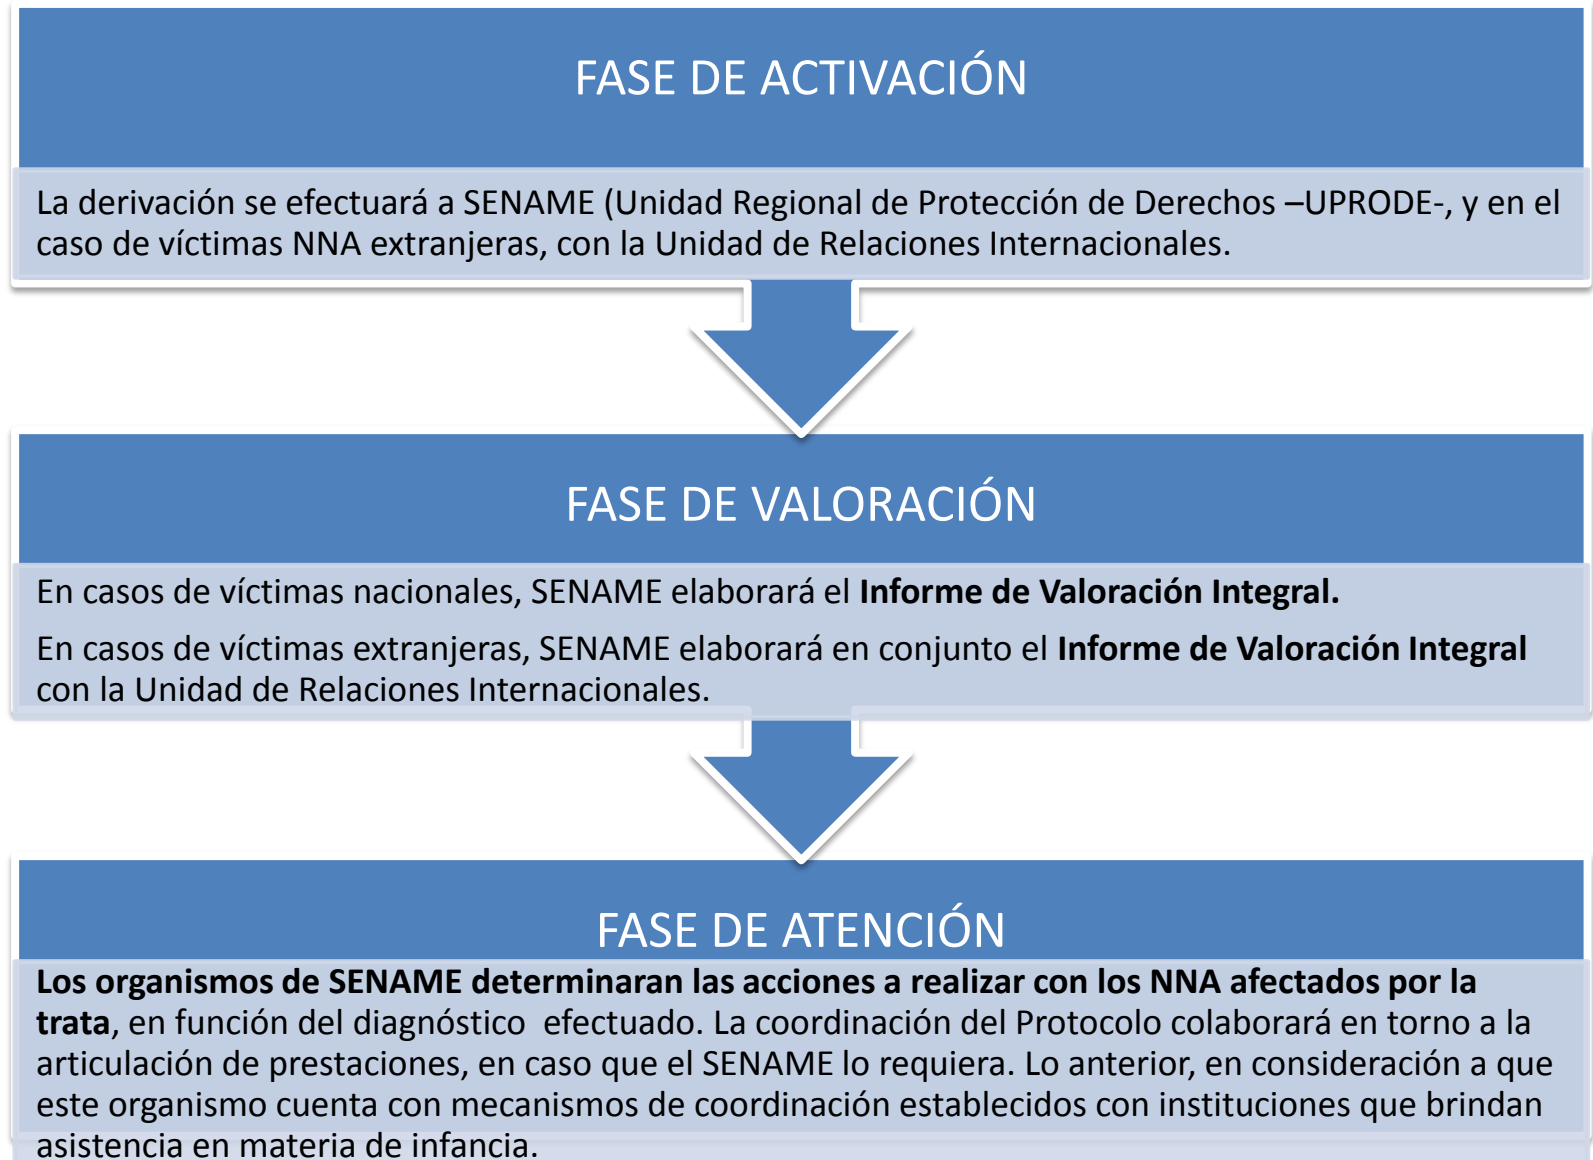 FASE DE ACTIVACIÓN
La derivación se efectuará a SENAME (Unidad Regional de Protección de Derechos –UPRODE-, y en el
caso de víctimas NNA extranjeras, con la Unidad de Relaciones Internacionales.
FASE DE VALORACIÓN
En casos de víctimas nacionales, SENAME elaborará el Informe de Valoración Integral.
En casos de víctimas extranjeras, SENAME elaborará en conjunto el Informe de Valoración Integral
con la Unidad de Relaciones Internacionales.
FASE DE ATENCIÓN
Los organismos de SENAME determinaran las acciones a realizar con los NNA afectados por la
trata, en función del diagnóstico  efectuado. La coordinación del Protocolo colaborará en torno a la
articulación de prestaciones, en caso que el SENAME lo requiera. Lo anterior, en consideración a que
este organismo cuenta con mecanismos de coordinación establecidos con instituciones que brindan
asistencia en materia de infancia.